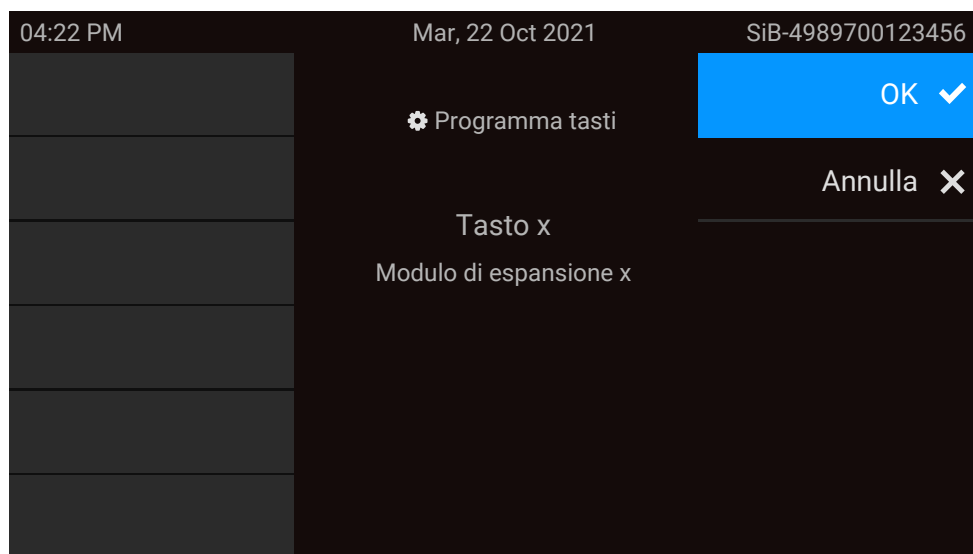 04:22 PM Mar, 22 Oct 2021 SiB-4989700123456
OK
Programma tasti
Annulla
Tasto x
Modulo di espansione x